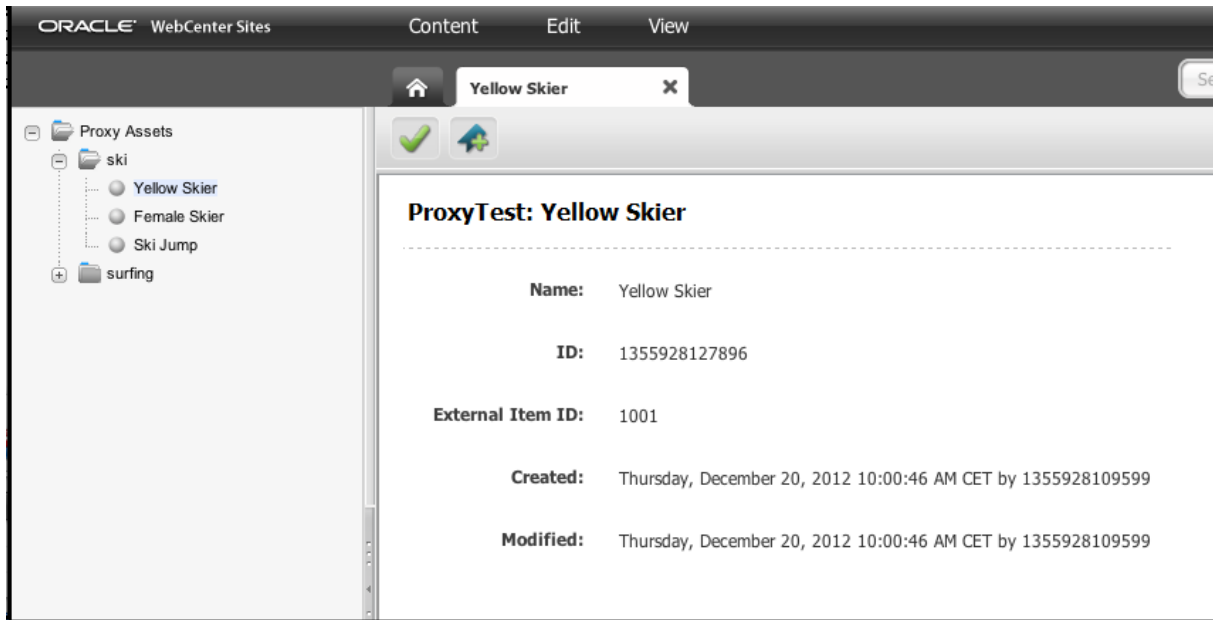 ORACLE WebCenter Sites
Content Edit View
Yellow Skier
Se
Proxy Assets
ski
Yellow Skier
Female Skier
Ski Jump
surfing
ProxyTest: Yellow Skier
Name: Yellow Skier
ID: 1355928127896
External Item ID: 1001
Created: Thursday, December 20, 2012 10:00:46 AM CET by 1355928109599
Modified: Thursday, December 20, 2012 10:00:46 AM CET by 1355928109599